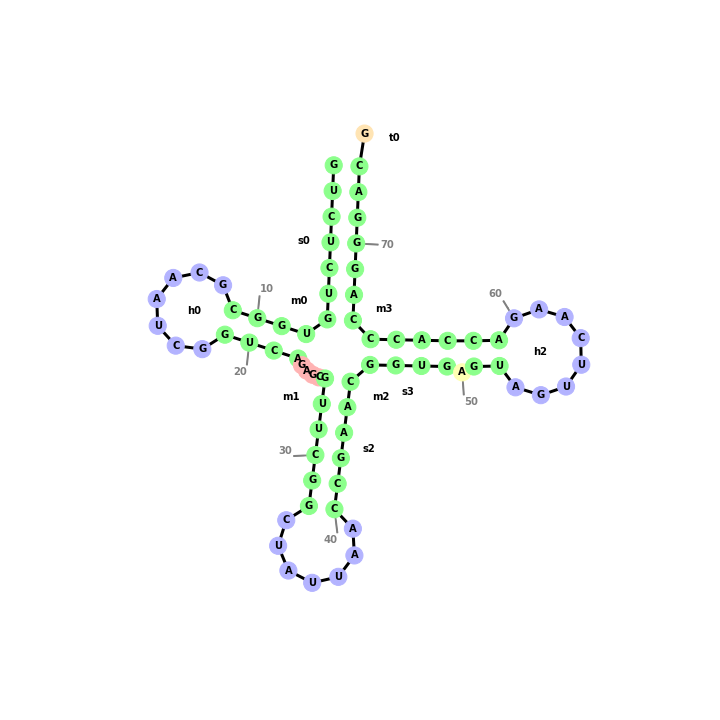 G t0
G C
U A
C G
s0 U G 70
A A C G C G
10 m0 U A 60
U h0 C G G U G C m3 G A A
C G G U C A C C A C C A C
20 G A G C G C G G U G A G U h2 U
m1 m2 s3 50 A G U
U A
U A s2
30 C G
G C
G C
C A
U 40 A
A U U